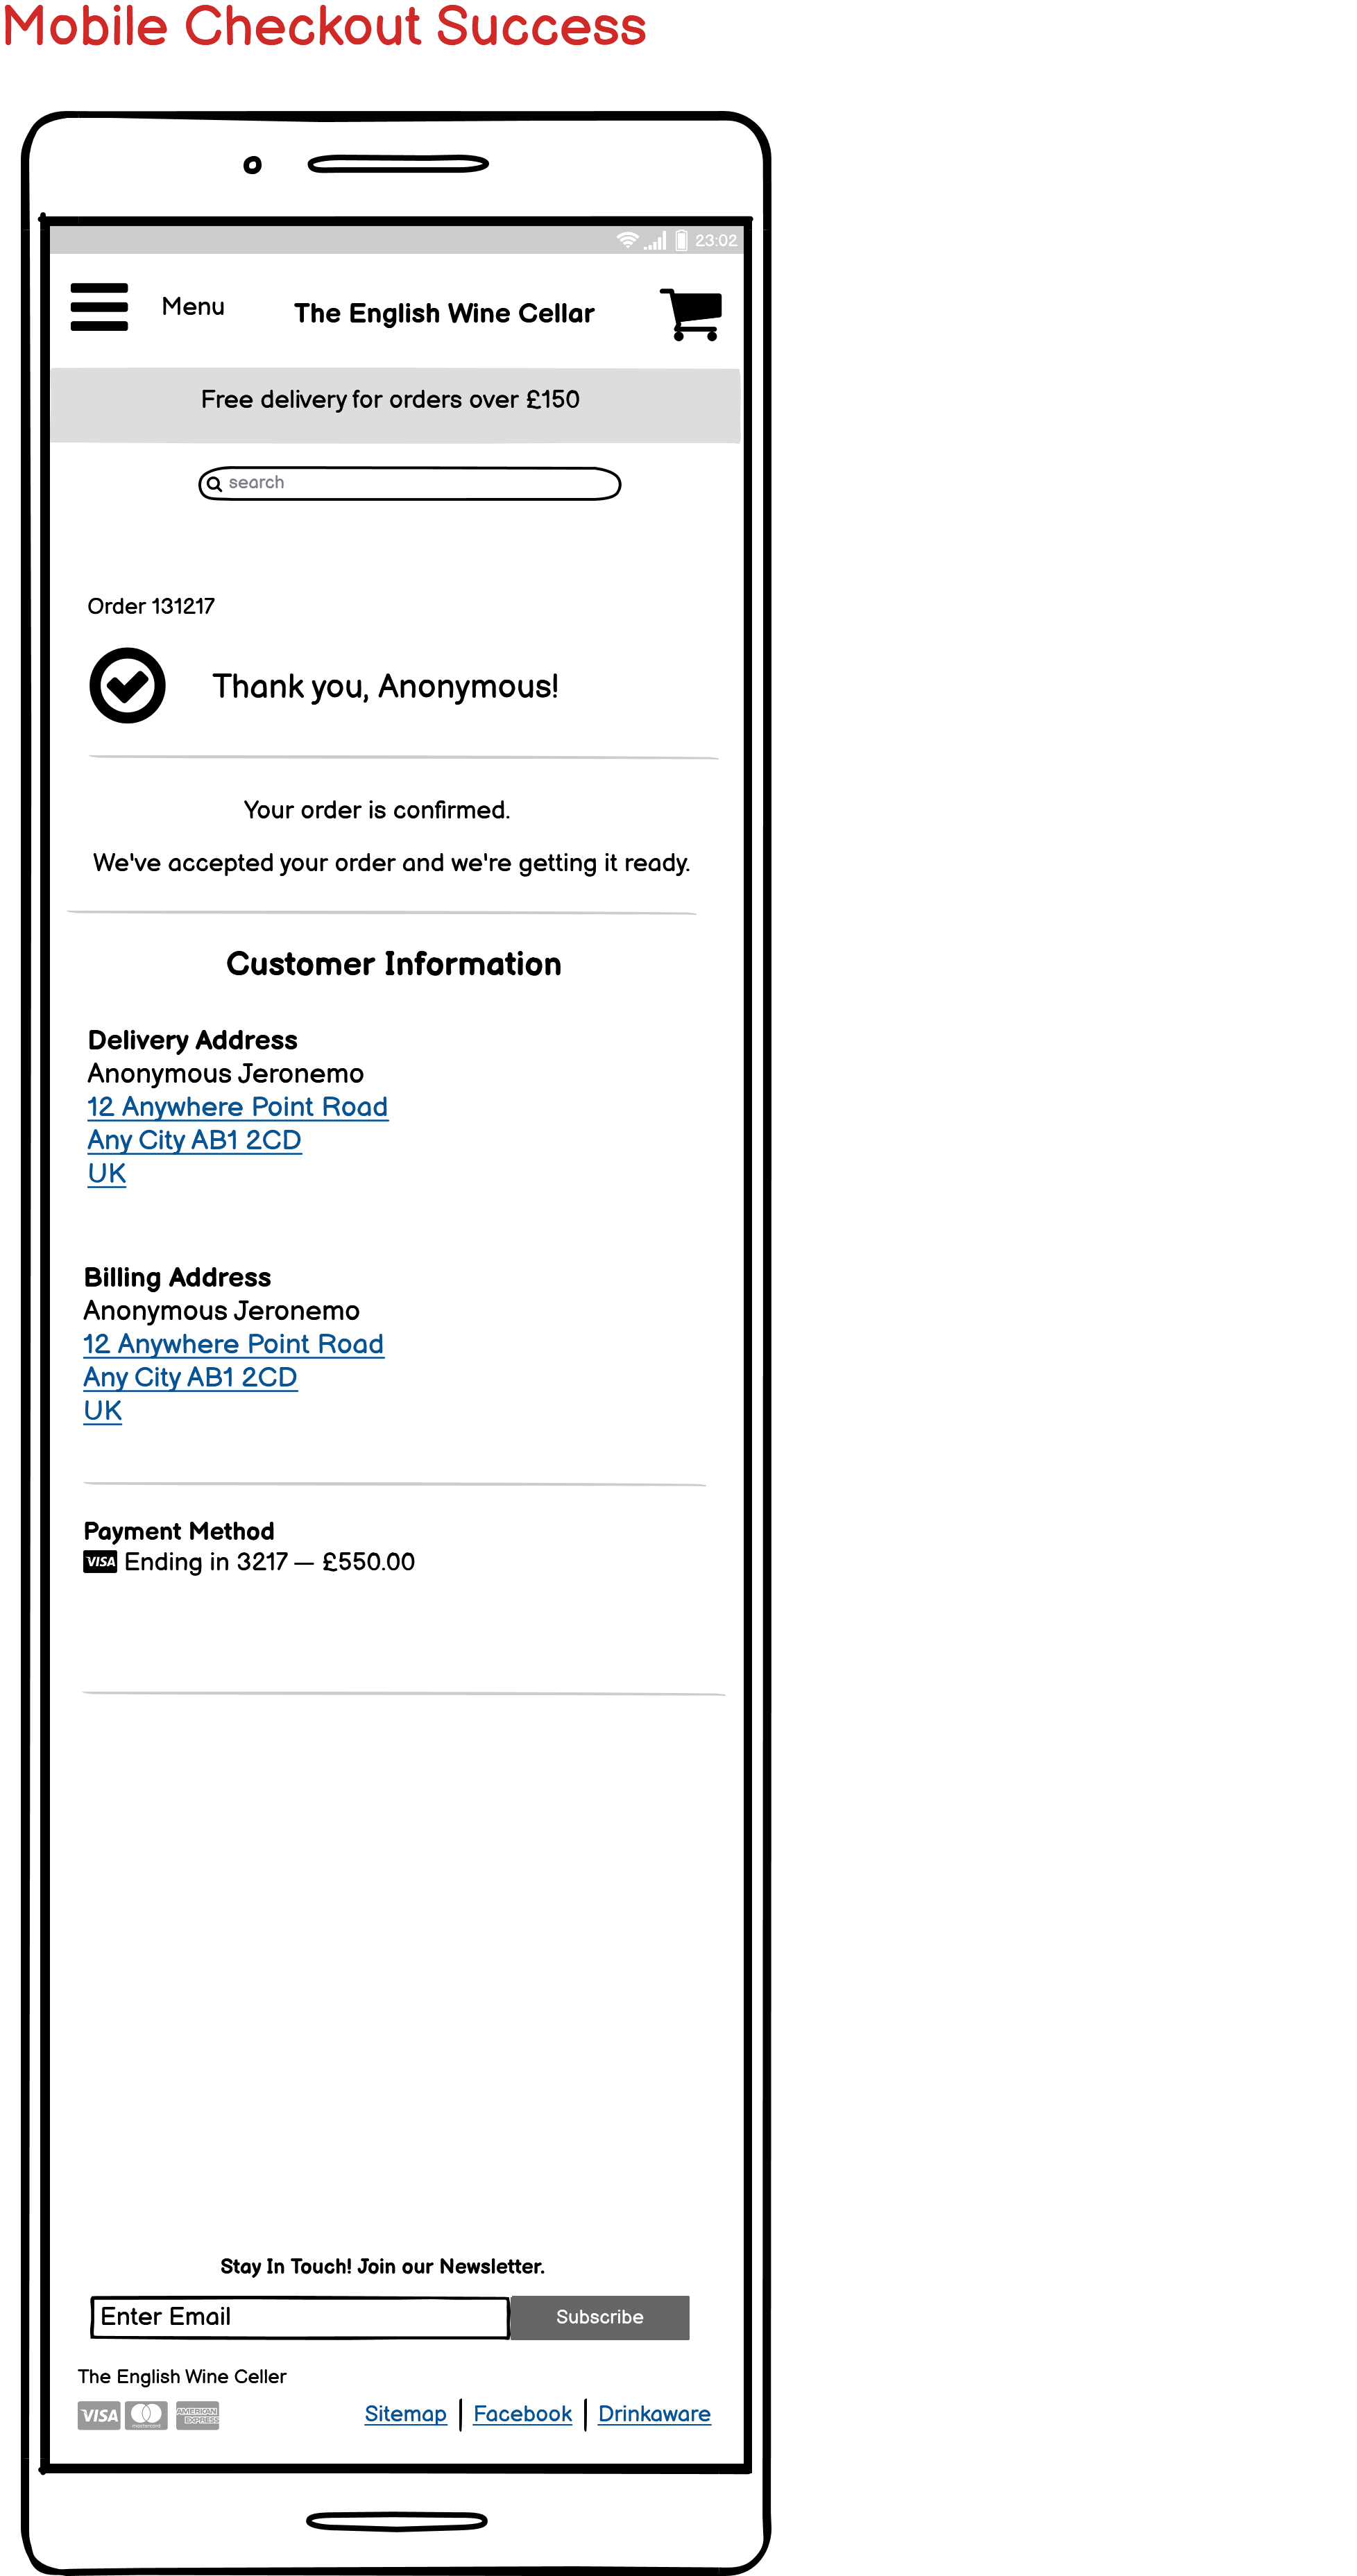 Mobile Checkout Success
23:02
Menu
The English Wine Cellar
Free delivery for orders over £150
search
Order 131217
Thank you, Anonymous!
Your order is confirmed.
We've accepted your order and we're getting it ready.
Customer Information
Delivery Address
Anonymous Jeronemo
12 Anywhere Point Road
Any City AB1 2CD
UK
Billing Address
Anonymous Jeronemo
12 Anywhere Point Road
Any City AB1 2CD
UK
Payment Method
VISA Ending in 3217 — £550.00
Stay In Touch! Join our Newsletter.
Enter Email Subscribe
The English Wine Celler
VISA mastercard AMERICAN EXPRESS Sitemap Facebook Drinkaware